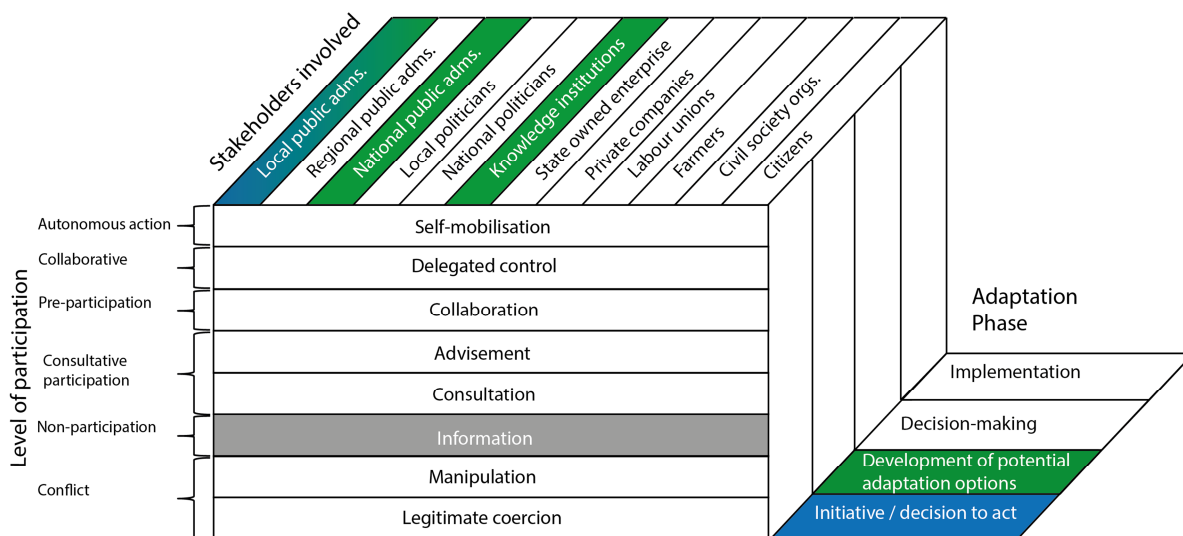 Stakeholders involved
Local public adms.
Regional public adms.
National public adms.
Local politicians
National politicians
Knowledge institutions
State owned enterprise
Private companies
Labour unions
Farmers
Civil society orgs.
Citizens
Level of participation
Autonomous action
Self-mobilisation
Collaborative
Delegated control
Pre-participation
Collaboration
Consultative
participation
Advisement
Consultation
Non-participation
Information
Conflict
Manipulation
Legitimate coercion
Adaptation
Phase
Implementation
Decision-making
Development of potential
adaptation options
Initiative / decision to act